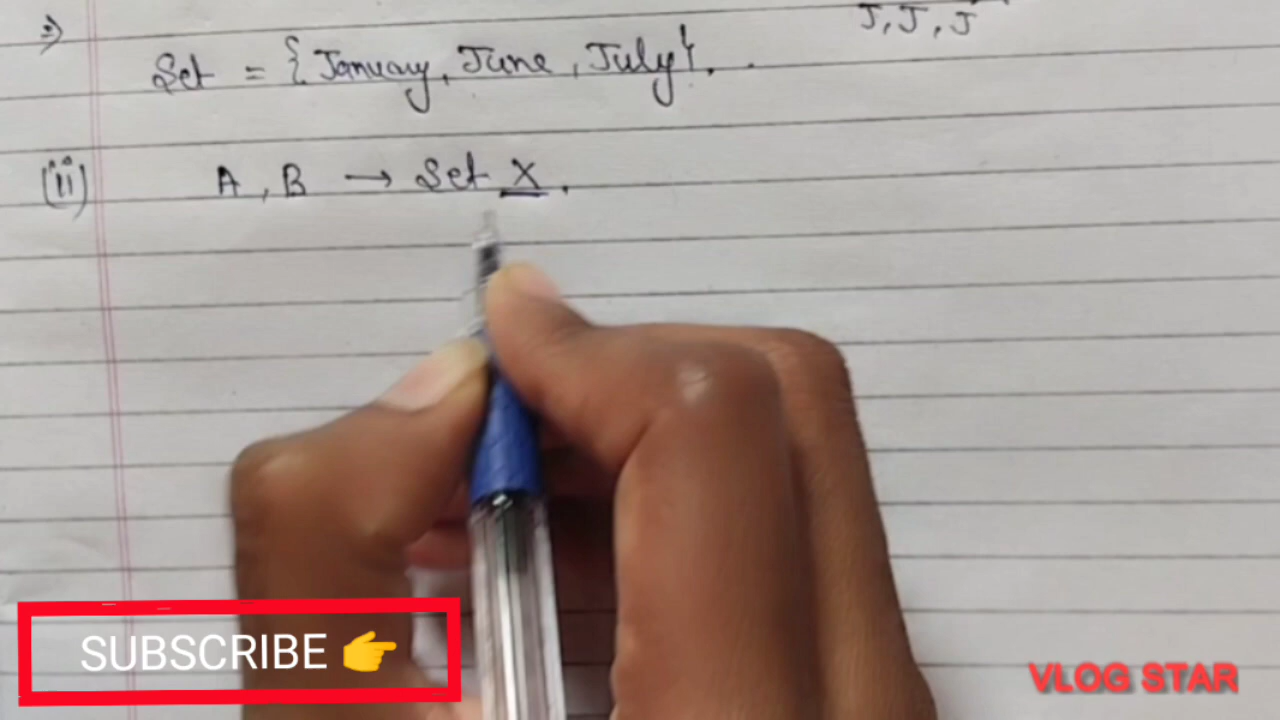 J, J, J
Set = {January, June, July}.
(ii) A, B → Set X.
SUBSCRIBE 👉
VLOG STAR